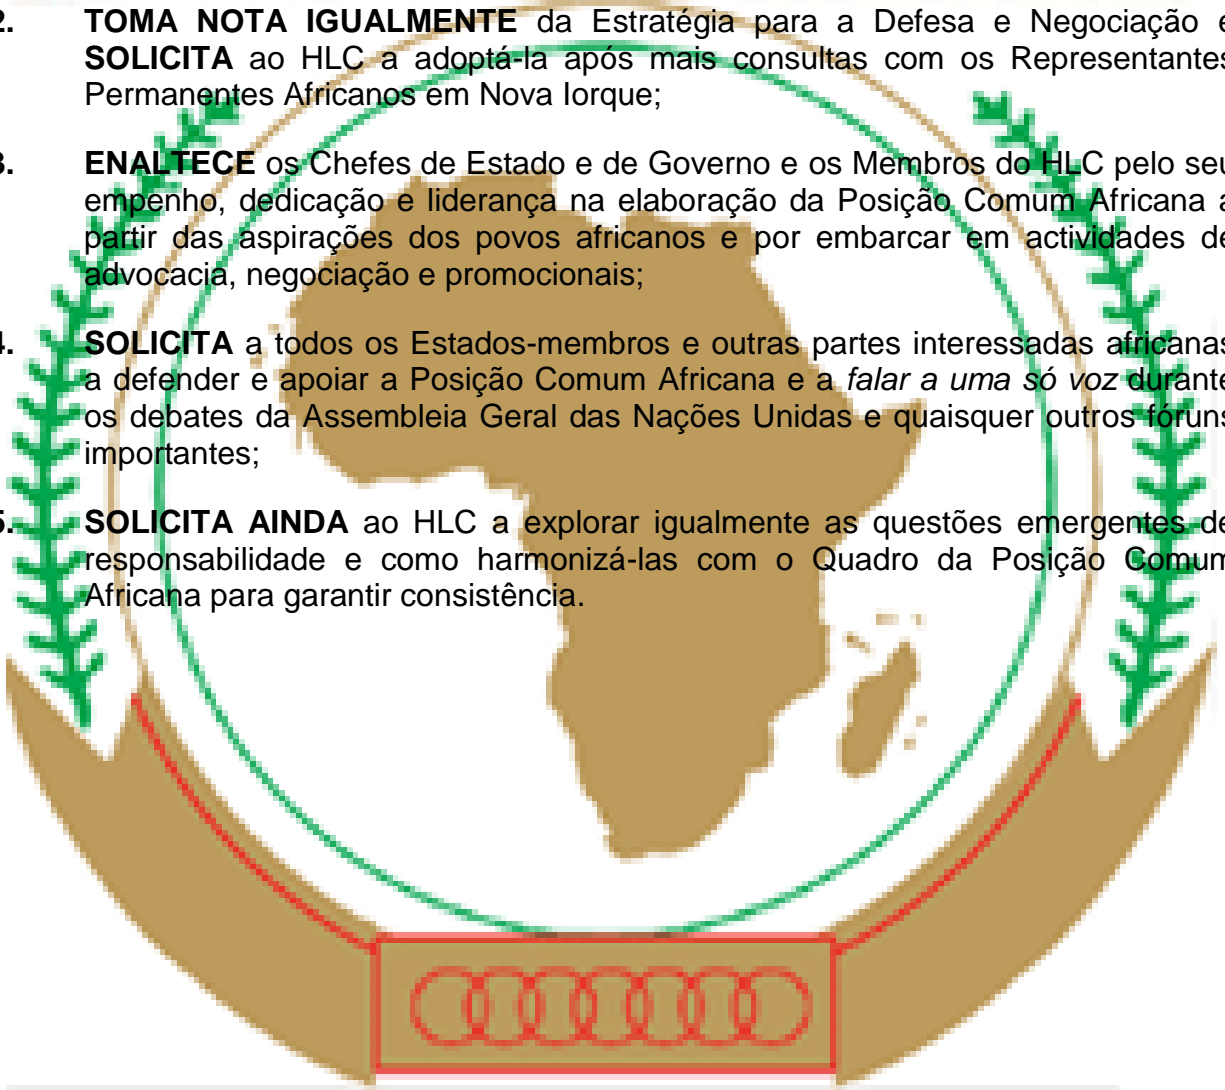 2. TOMA NOTA IGUALMENTE da Estratégia para a Defesa e Negociação e
SOLICITA ao HLC a adoptá-la após mais consultas com os Representantes
Permanentes Africanos em Nova Iorque;
3. ENALTECE os Chefes de Estado e de Governo e os Membros do HLC pelo seu
empenho, dedicação e liderança na elaboração da Posição Comum Africana a
partir das aspirações dos povos africanos e por embarcar em actividades de
advocacia, negociação e promocionais;
4. SOLICITA a todos os Estados-membros e outras partes interessadas africanas
a defender e apoiar a Posição Comum Africana e a falar a uma só voz durante
os debates da Assembleia Geral das Nações Unidas e quaisquer outros fóruns
importantes;
5. SOLICITA AINDA ao HLC a explorar igualmente as questões emergentes de
responsabilidade e como harmonizá-las com o Quadro da Posição Comum
Africana para garantir consistência.